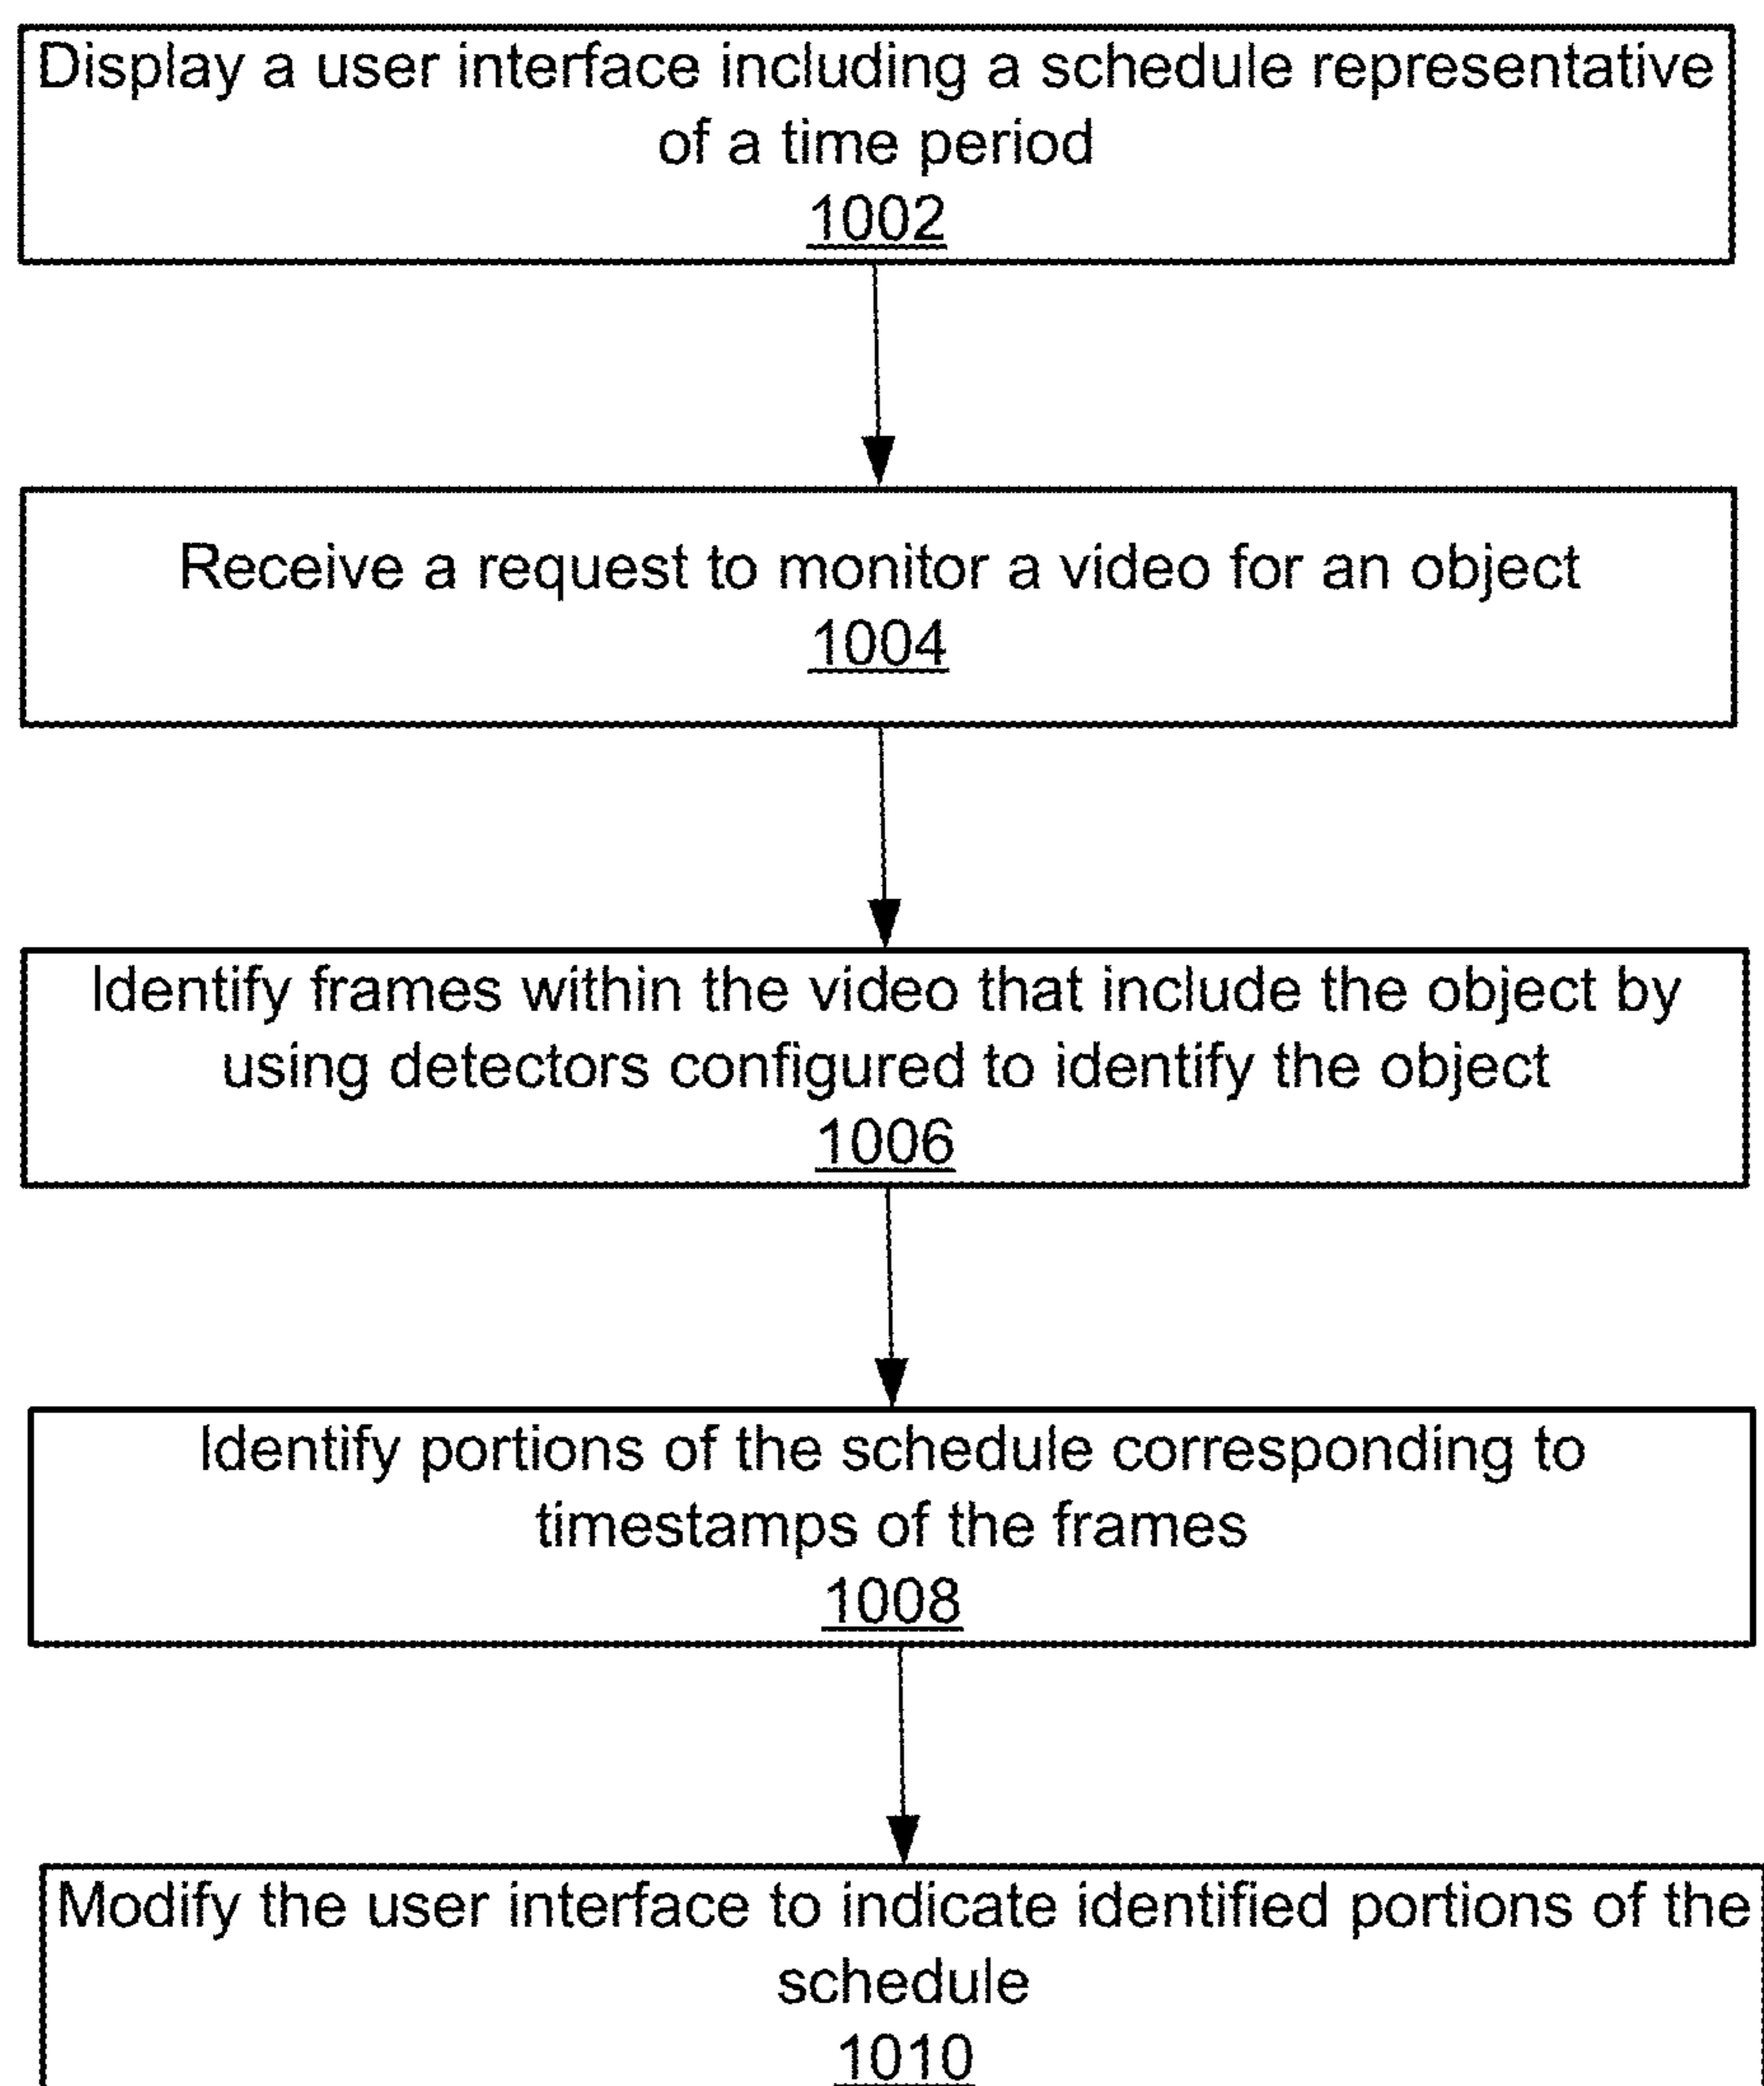 Display a user interface including a schedule representative
of a time period
1002
Receive a request to monitor a video for an object
1004
Identify frames within the video that include the object by
using detectors configured to identify the object
1006
Identify portions of the schedule corresponding to
timestamps of the frames
1008
Modify the user interface to indicate identified portions of the
schedule
1010